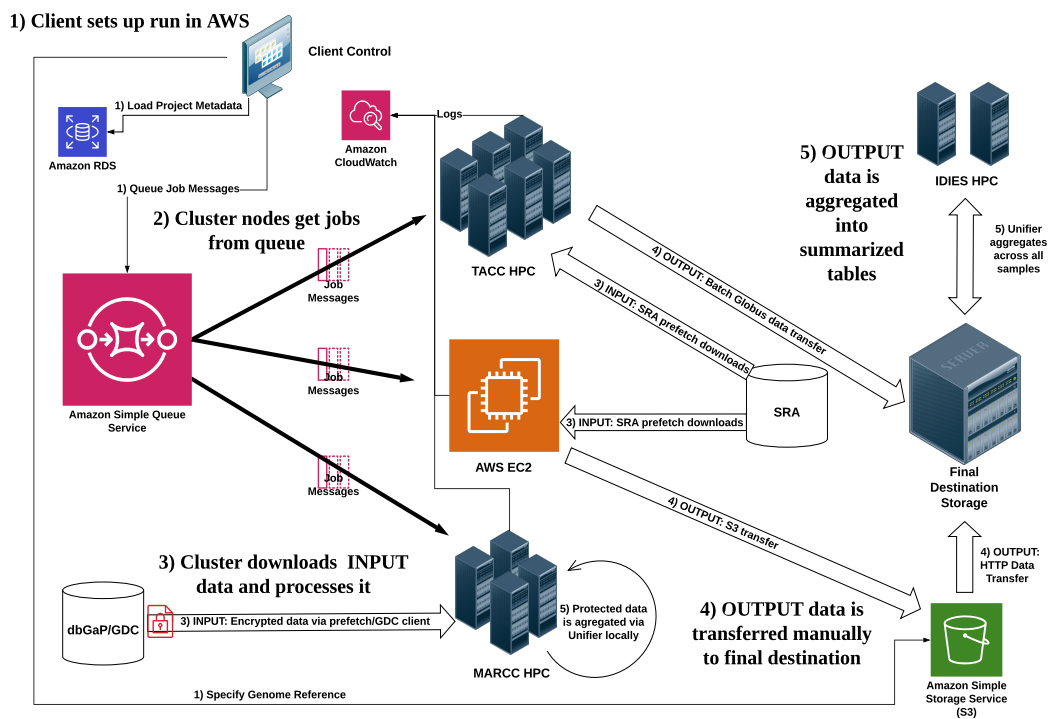 1) Client sets up run in AWS
Client Control
1) Load Project Metadata
Amazon RDS
Logs
Amazon
CloudWatch
1) Queue Job Messages
2) Cluster nodes get jobs
from queue
Job
Messages
TACC HPC
5) OUTPUT
data is
aggregated
into
summarized
tables
IDIES HPC
5) Unifier
aggregates
across all
samples
4) OUTPUT: Batch Globus data transfer
3) INPUT: SRA prefetch downloads
SERVER
Amazon Simple Queue
Service
Job
Messages
AWS EC2
3) INPUT: SRA prefetch downloads
SRA
Final
Destination
Storage
Job
Messages
4) OUTPUT: S3 transfer
4) OUTPUT:
HTTP Data
Transfer
3) Cluster downloads INPUT
data and processes it
dbGaP/GDC
3) INPUT: Encrypted data via prefetch/GDC client
5) Protected data
is agregated via
Unifier locally
MARCC HPC
4) OUTPUT data is
transferred manually
to final destination
Amazon Simple
Storage Service
(S3)
1) Specify Genome Reference